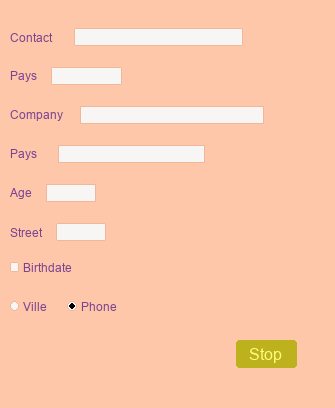 Contact
Pays
Company
Pays
Age
Street
Birthdate
Ville Phone
Stop